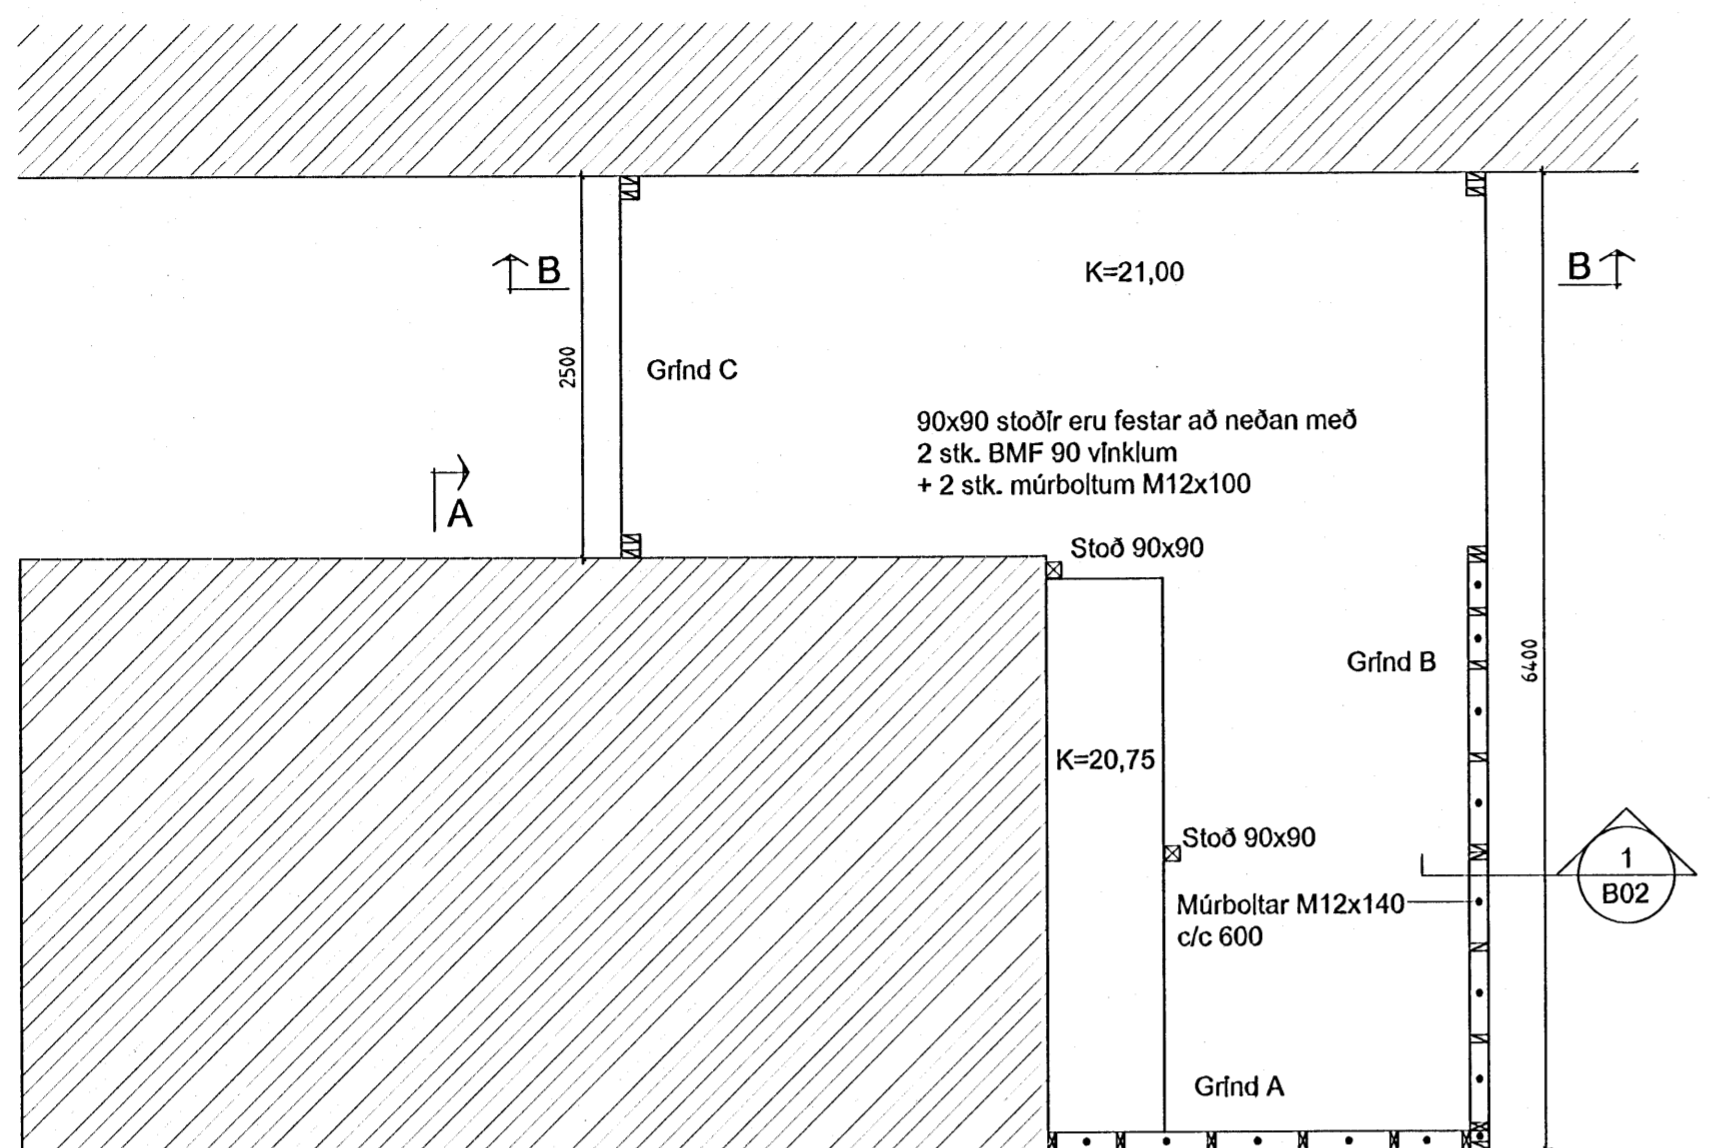 B
K=21,00
B
2500
Grind C
90x90 stoðir eru festar að neðan með
2 stk. BMF 90 vinklum
+ 2 stk. múrboltum M12x100
A
Stoð 90x90
Grind B
6400
K=20,75
Stoð 90x90
1
B02
Múrboltar M12x140
c/c 600
Grind A